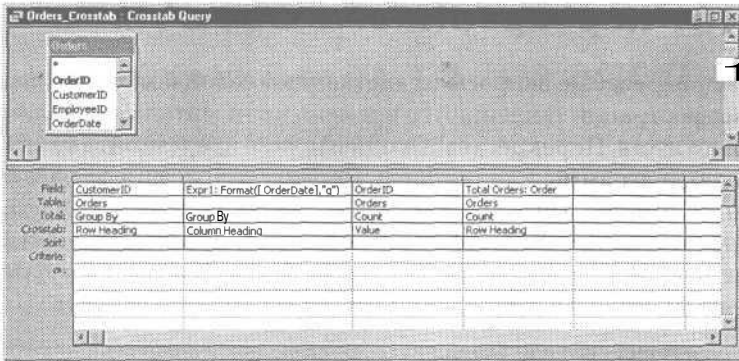 Orders_Crosstab : Crosstab Query
Orders
*
OrderID
CustomerID
EmployeeID
OrderDate
1
Field: CustomerID Expr1: Format([OrderDate],"q") OrderID Total Orders: Order
Table: Orders Orders Orders
Total: Group By Group By Count Count
Crosstab: Row Heading Column Heading Value Row Heading
Sort:
Criteria:
or: